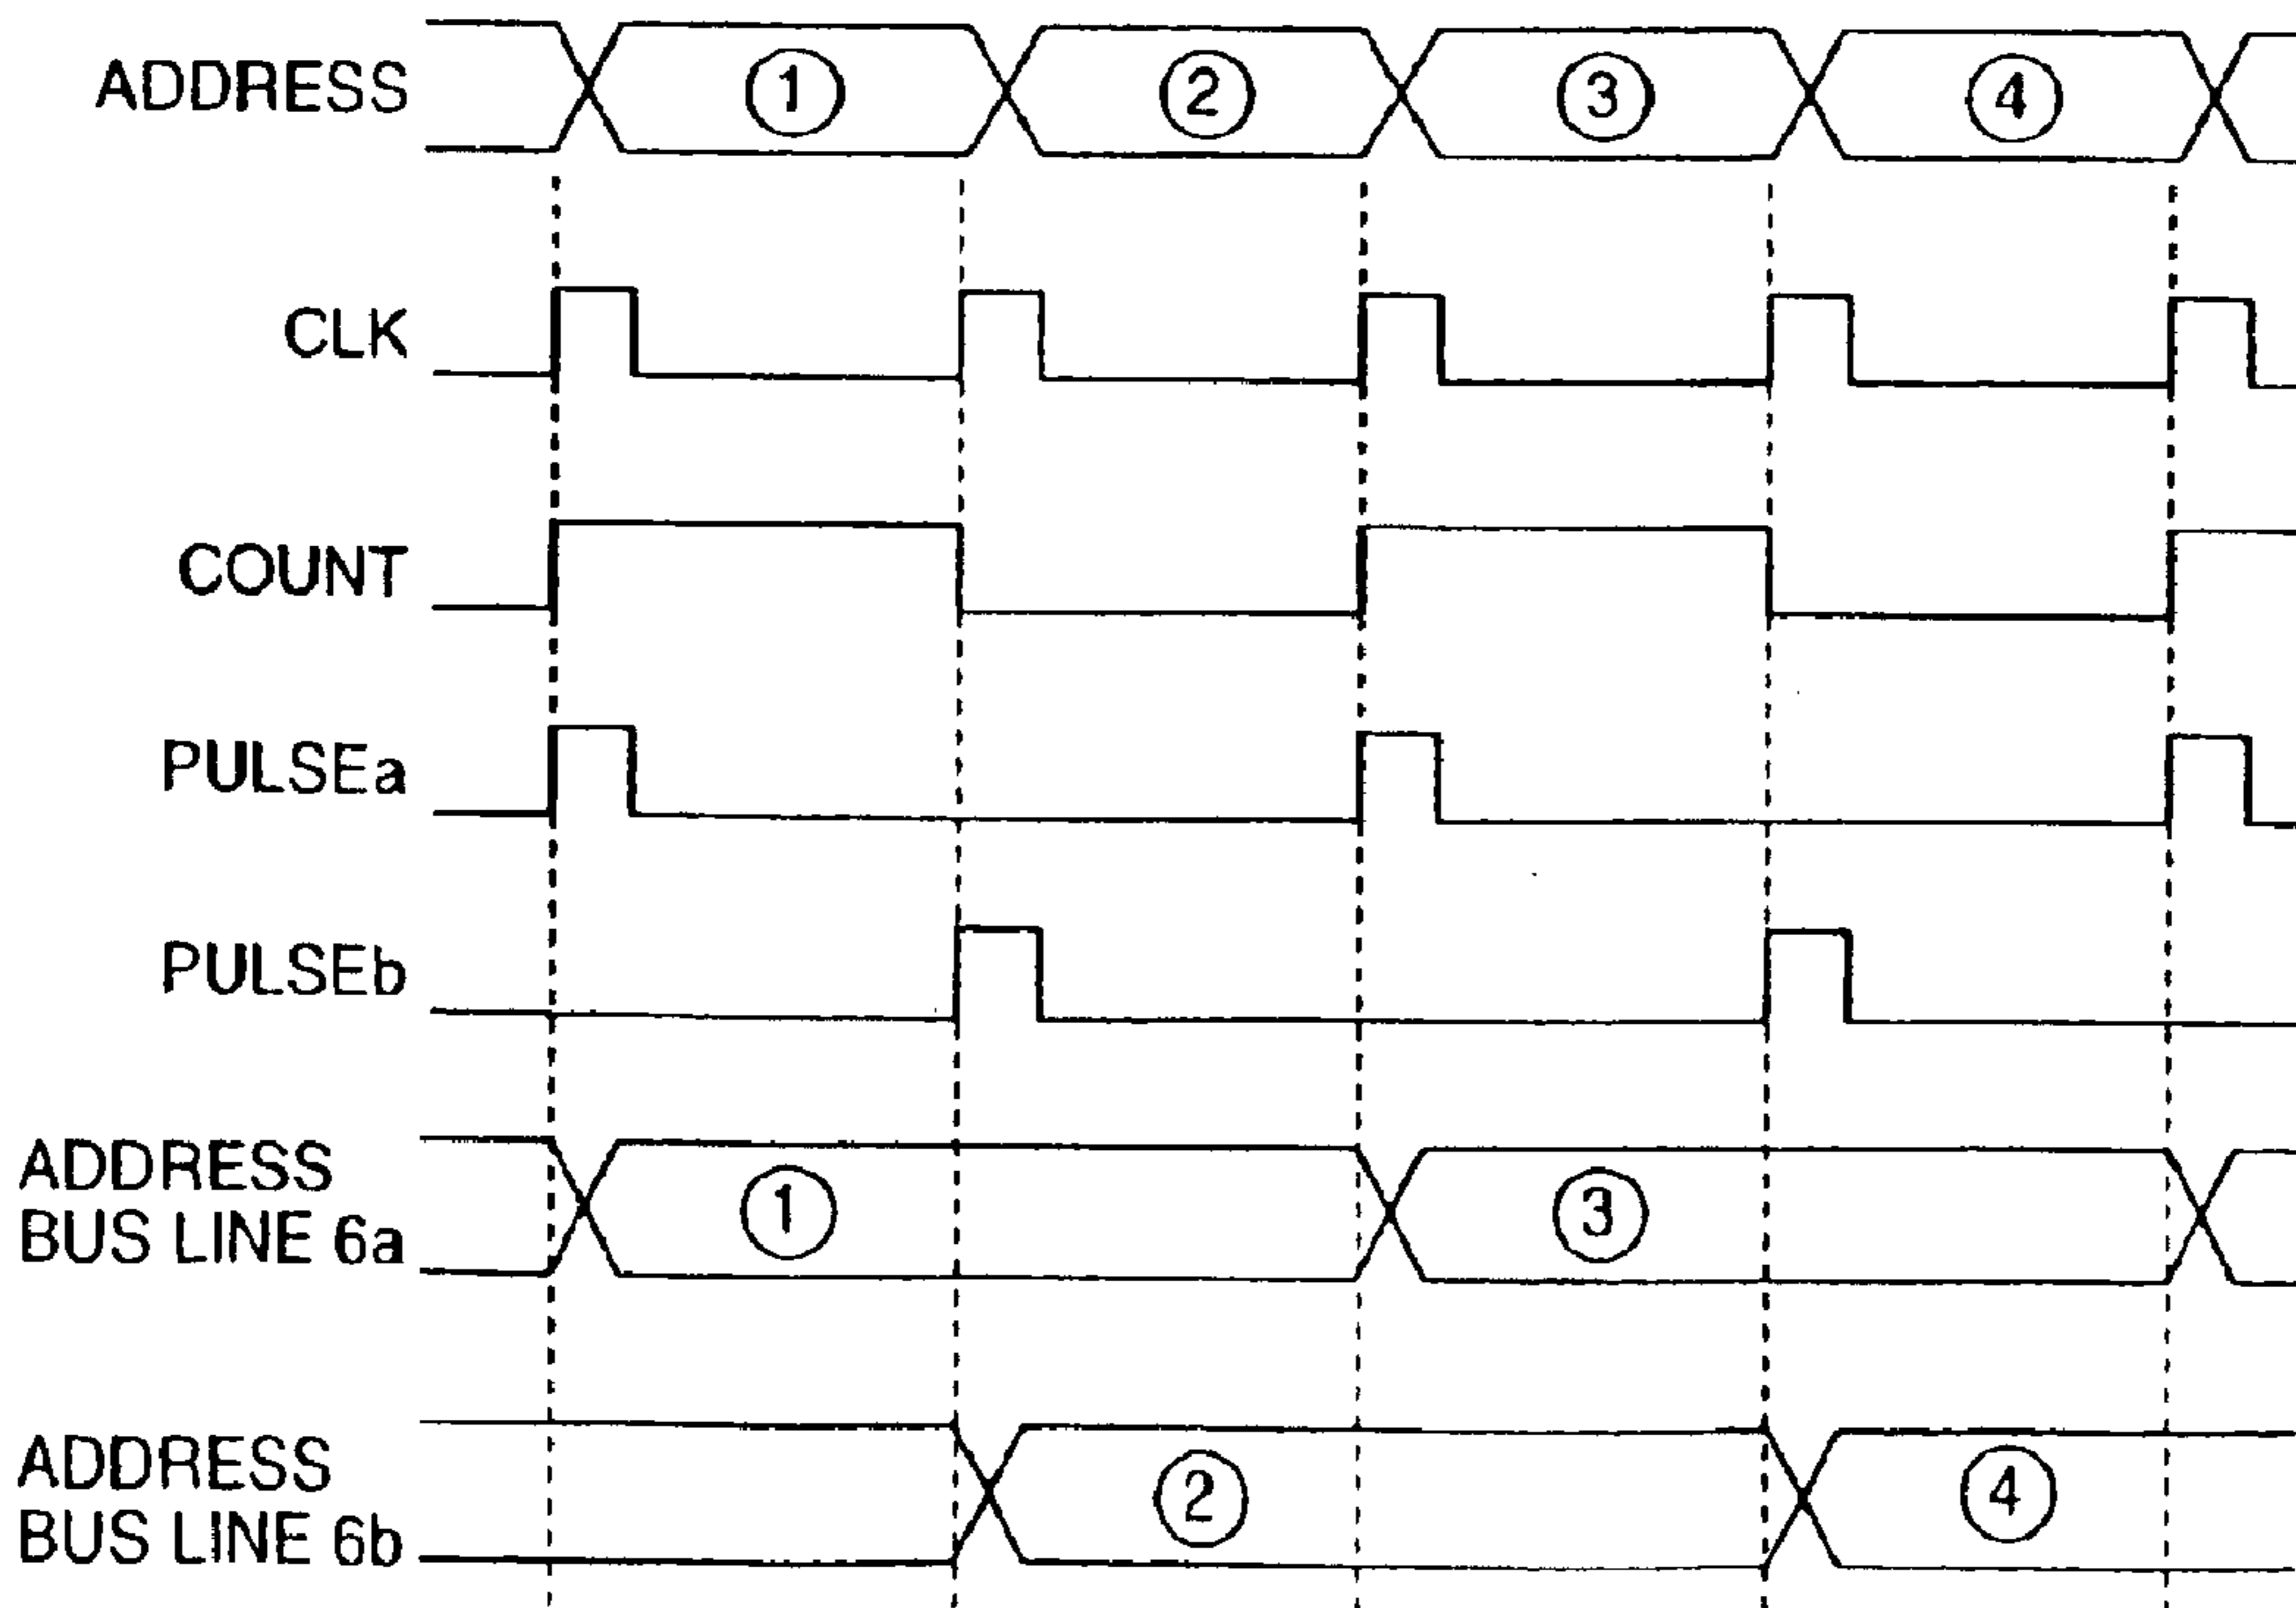 ADDRESS ① ② ③ ④
CLK
COUNT
PULSEa
PULSEb
ADDRESS
BUS LINE 6a ① ③
ADDRESS
BUS LINE 6b ② ④